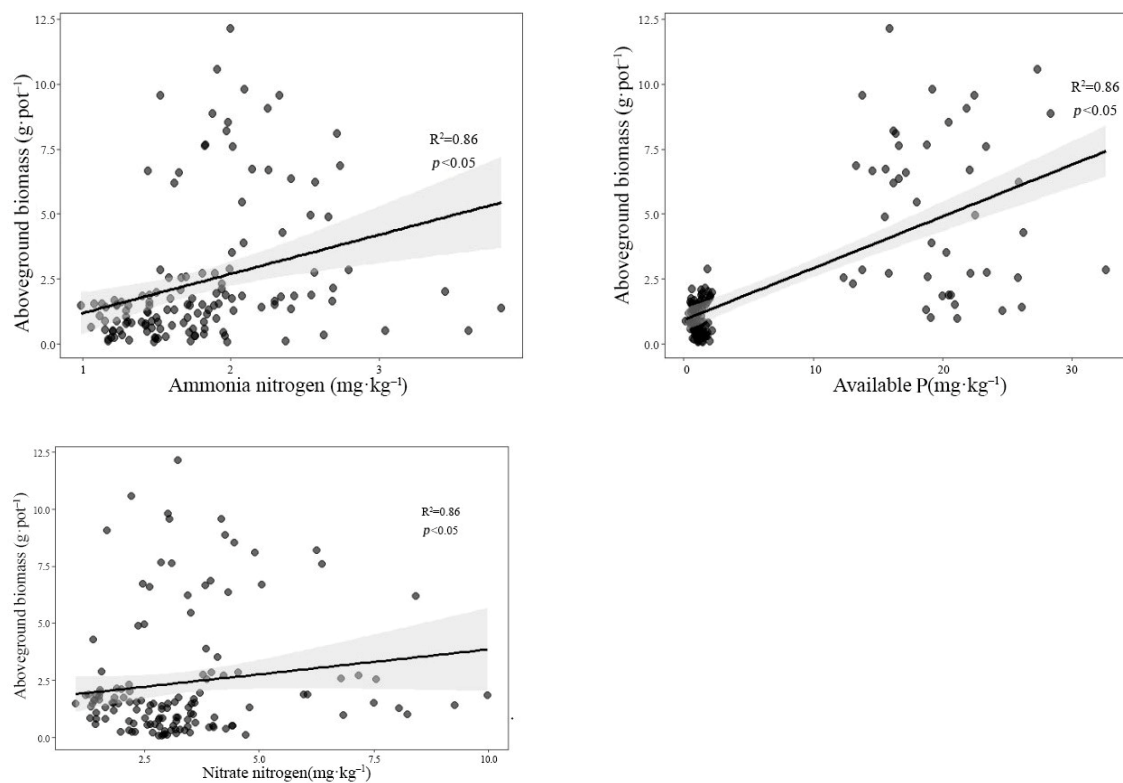 12.5
10.0
7.5
5.0
2.5
0.0
Aboveground biomass (g·pot⁻¹)
R²=0.86
p<0.05
1
2
3
Ammonia nitrogen (mg·kg⁻¹)
12.5
10.0
7.5
5.0
2.5
0.0
Aboveground biomass (g·pot⁻¹)
R²=0.86
p<0.05
0
10
20
30
Available P(mg·kg⁻¹)
12.5
10.0
7.5
5.0
2.5
0.0
Aboveground biomass (g·pot⁻¹)
R²=0.86
p<0.05
2.5
5.0
7.5
10.0
Nitrate nitrogen(mg·kg⁻¹)
.